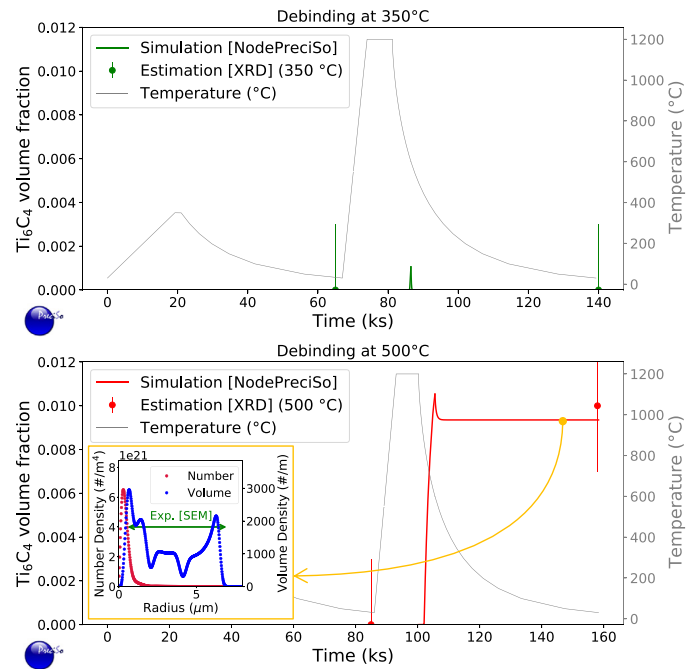 Debinding at 350°C
Ti6C4 volume fraction
0.012
0.010
0.008
0.006
0.004
0.002
0.000
Simulation [NodePreciSo]
Estimation [XRD] (350 °C)
Temperature (°C)
1200
1000
800
600
400
200
0
Temperature (°C)
0 20 40 60 80 100 120 140
Time (ks)
PreciSo
Debinding at 500°C
Ti6C4 volume fraction
0.012
0.010
0.008
0.006
0.004
0.002
0.000
Simulation [NodePreciSo]
Estimation [XRD] (500 °C)
Temperature (°C)
1200
1000
800
600
400
200
0
Temperature (°C)
1e21
Number Density (#/m4)
8
6
4
2
0
Number
Volume
Exp. [SEM]
3000
2000
1000
0
Volume Density (#/m)
0 5
Radius (μm)
0 20 40 60 80 100 120 140 160
Time (ks)
PreciSo